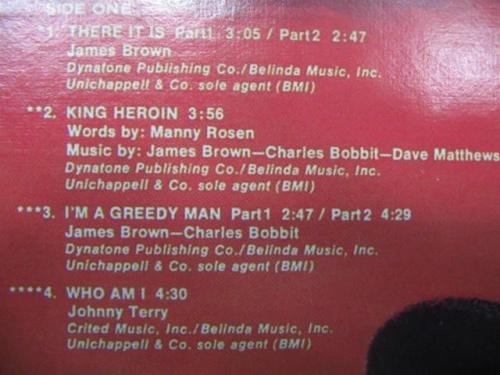 SIDE ONE:
*1. THERE IT IS Part1 3:05 / Part2 2:47
James Brown
Dynatone Publishing Co./Belinda Music, Inc.
Unichappell & Co. sole agent (BMI)
**2. KING HEROIN 3:56
Words by: Manny Rosen
Music by: James Brown—Charles Bobbit—Dave Matthews
Dynatone Publishing Co./Belinda Music, Inc.
Unichappell & Co. sole agent (BMI)
***3. I'M A GREEDY MAN Part1 2:47 / Part2 4:29
James Brown—Charles Bobbit
Dynatone Publishing Co./Belinda Music, Inc.
Unichappell & Co. sole agent (BMI)
****4. WHO AM I 4:30
Johnny Terry
Crited Music, Inc./Belinda Music, Inc.
Unichappell & Co. sole agent (BMI)